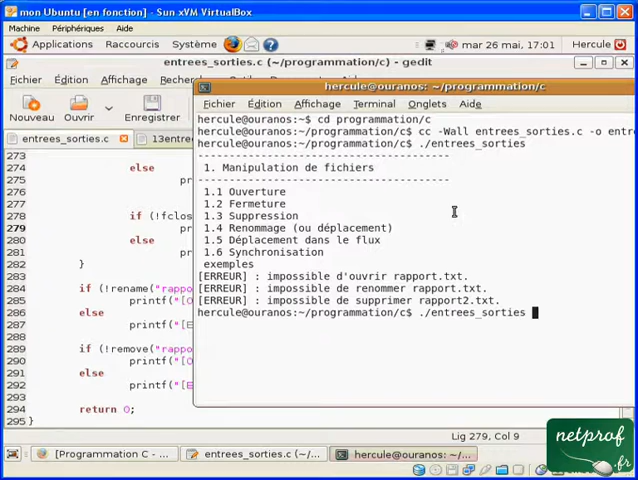 mon Ubuntu [en fonction] - Sun xVM VirtualBox
Machine Périphériques Aide
Applications Raccourcis Système mar 26 mai, 17:01 Hercule
entrees_sorties.c (~/programmation/c) - gedit
Fichier Édition Affichage
Nouveau Ouvrir Enregistrer
entrees_sorties.c
273
274 else
275 pr
276
277
278 if (!fclos
279 pr
280 else
281 pr
282 }
283
284 if (!rename("rappo
285 printf("[O
286 else
287 printf("[E
288
289 if (!remove("rappo
290 printf("[O
291 else
292 printf("[E
293
294 return 0;
295 }
hercule@ouranos: ~/programmation/c
Fichier Édition Affichage Terminal Onglets Aide
hercule@ouranos:~$ cd programmation/c
hercule@ouranos:~/programmation/c$ cc -Wall entrees_sorties.c -o entre
hercule@ouranos:~/programmation/c$ ./entrees_sorties
-----------------------------------------------
1. Manipulation de fichiers
-----------------------------------------------
1.1 Ouverture
1.2 Fermeture
1.3 Suppression
1.4 Renommage (ou déplacement)
1.5 Déplacement dans le flux
1.6 Synchronisation
exemples
[ERREUR] : impossible d'ouvrir rapport.txt.
[ERREUR] : impossible de renommer rapport.txt.
[ERREUR] : impossible de supprimer rapport2.txt.
hercule@ouranos:~/programmation/c$ ./entrees_sorties
Lig 279, Col 9
[Programmation C - ... entrees_sorties.c (~/... hercule@ouranos: ~/...
netprof
.fr